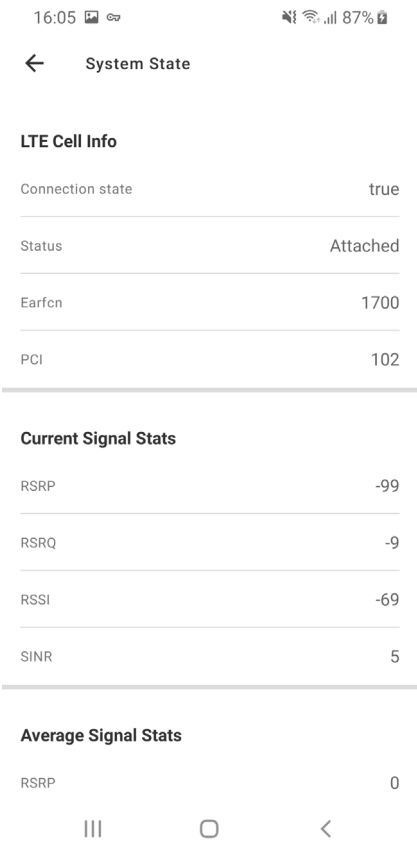 16:05 87%
System State
LTE Cell Info
Connection state true
Status Attached
Earfcn 1700
PCI 102
Current Signal Stats
RSRP -99
RSRQ -9
RSSI -69
SINR 5
Average Signal Stats
RSRP 0